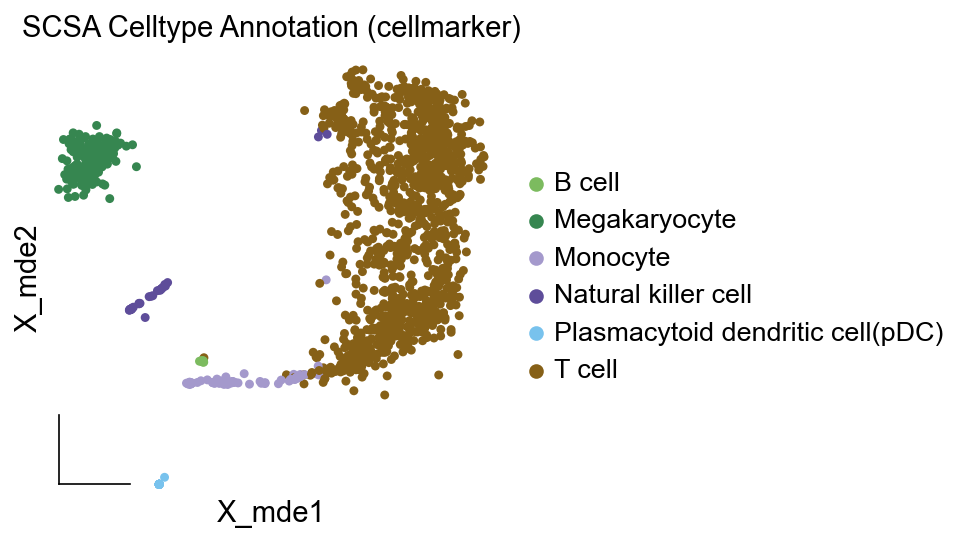 SCSA Celltype Annotation (cellmarker)
X_mde2
B cell
Megakaryocyte
Monocyte
Natural killer cell
Plasmacytoid dendritic cell(pDC)
T cell
X_mde1